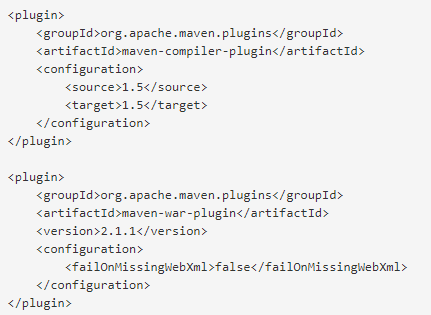 <plugin>
    <groupId>org.apache.maven.plugins</groupId>
    <artifactId>maven-compiler-plugin</artifactId>
    <configuration>
        <source>1.5</source>
        <target>1.5</target>
    </configuration>
</plugin>

<plugin>
    <groupId>org.apache.maven.plugins</groupId>
    <artifactId>maven-war-plugin</artifactId>
    <version>2.1.1</version>
    <configuration>
        <failOnMissingWebXml>false</failOnMissingWebXml>
    </configuration>
</plugin>